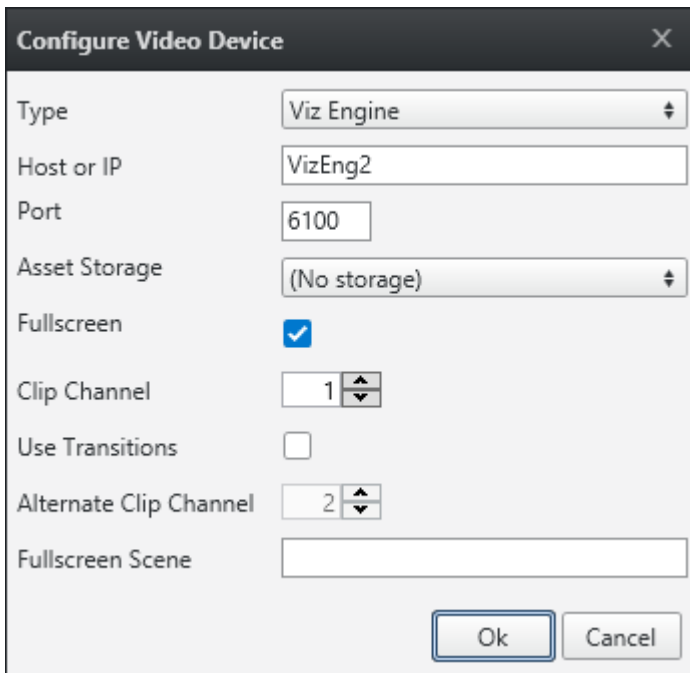 Configure Video Device
Type Viz Engine
Host or IP VizEng2
Port 6100
Asset Storage (No storage)
Fullscreen
Clip Channel 1
Use Transitions
Alternate Clip Channel 2
Fullscreen Scene
Ok Cancel